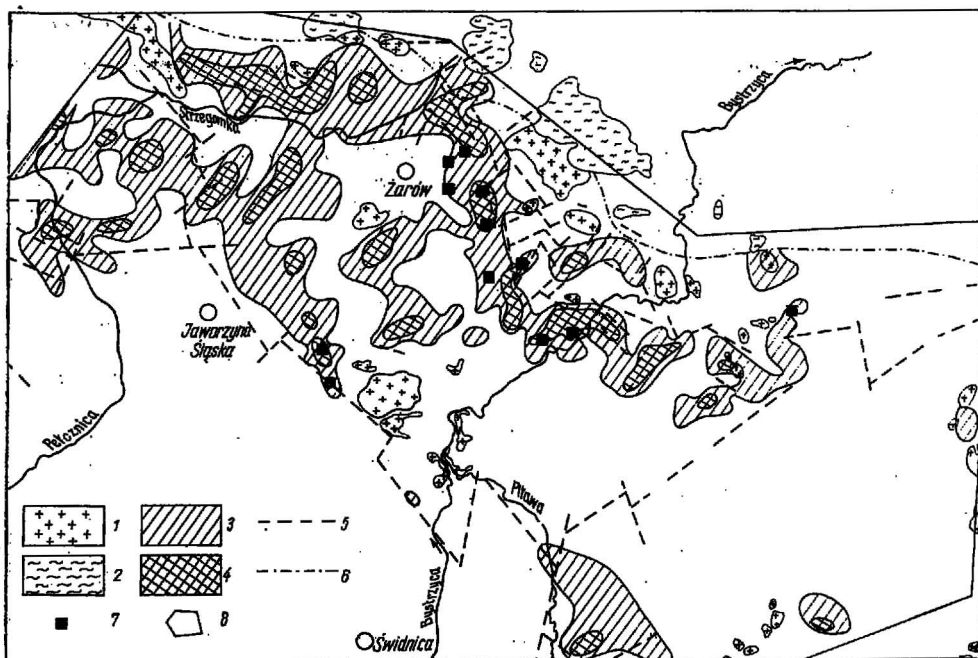 Strzegomka
Bystrzyca
Żarów
Jaworzyna
Śląska
Pełcznica
Piława
Bystrzyca
Świdnica
1 3 5
2 4 6
7 8